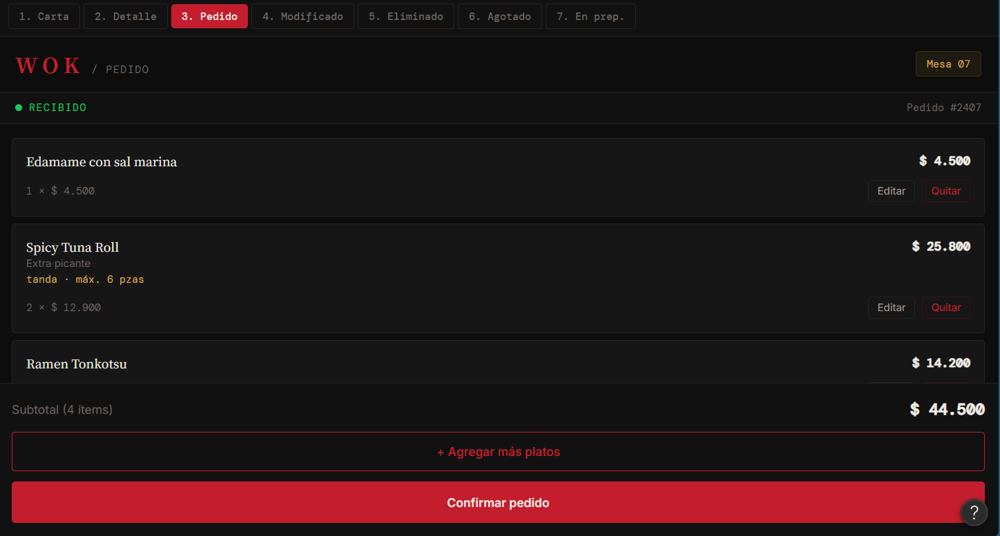 1. Carta 2. Detalle 3. Pedido 4. Modificado 5. Eliminado 6. Agotado 7. En prep.
WOK / PEDIDO Mesa 07
RECIBIDO Pedido #2407
Edamame con sal marina $ 4.500
1 × $ 4.500 Editar Quitar
Spicy Tuna Roll $ 25.800
Extra picante
tanda · máx. 6 pzas
2 × $ 12.900 Editar Quitar
Ramen Tonkotsu $ 14.200
Subtotal (4 ítems) $ 44.500
+ Agregar más platos
Confirmar pedido
?